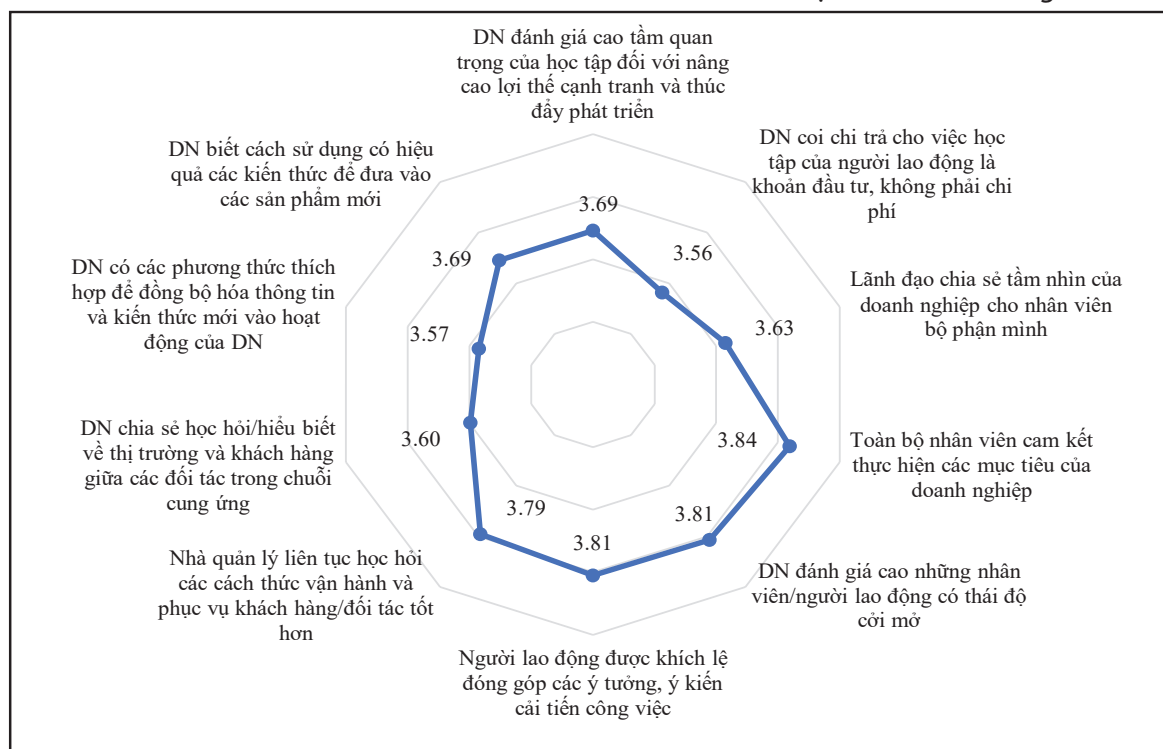 DN đánh giá cao tầm quan
trọng của học tập đối với nâng
cao lợi thế cạnh tranh và thúc
đẩy phát triển
DN coi chi trả cho việc học
tập của người lao động là
khoản đầu tư, không phải chi
phí
Lãnh đạo chia sẻ tầm nhìn của
doanh nghiệp cho nhân viên
bộ phận mình
Toàn bộ nhân viên cam kết
thực hiện các mục tiêu của
doanh nghiệp
DN đánh giá cao những nhân
viên/người lao động có thái độ
cởi mở
Người lao động được khích lệ
đóng góp các ý tưởng, ý kiến
cải tiến công việc
Nhà quản lý liên tục học hỏi
các cách thức vận hành và
phục vụ khách hàng/đối tác tốt
hơn
DN chia sẻ học hỏi/hiểu biết
về thị trường và khách hàng
giữa các đối tác trong chuỗi
cung ứng
DN có các phương thức thích
hợp để đồng bộ hóa thông tin
và kiến thức mới vào hoạt
động của DN
DN biết cách sử dụng có hiệu
quả các kiến thức để đưa vào
các sản phẩm mới
3.69
3.56
3.63
3.84
3.81
3.81
3.79
3.60
3.57
3.69